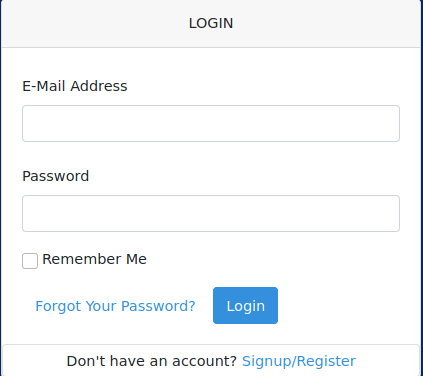 LOGIN
E-Mail Address
Password
Remember Me
Forgot Your Password? Login
Don't have an account? Signup/Register